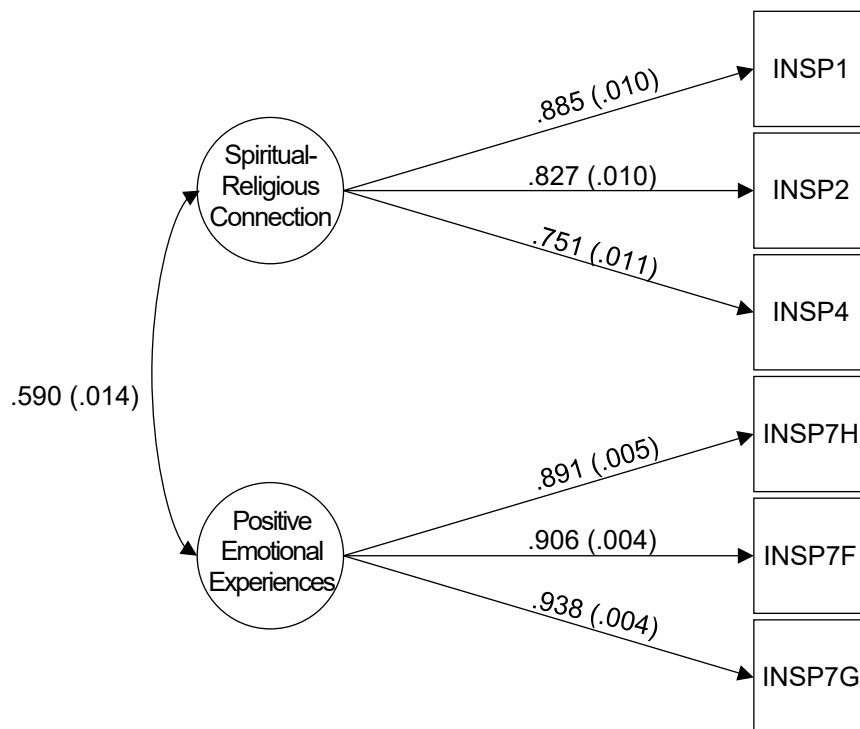 INSP1
.885 (.010)
Spiritual-
Religious
Connection
.827 (.010)
INSP2
.751 (.011)
INSP4
.590 (.014)
INSP7H
.891 (.005)
Positive
Emotional
Experiences
.906 (.004)
INSP7F
.938 (.004)
INSP7G